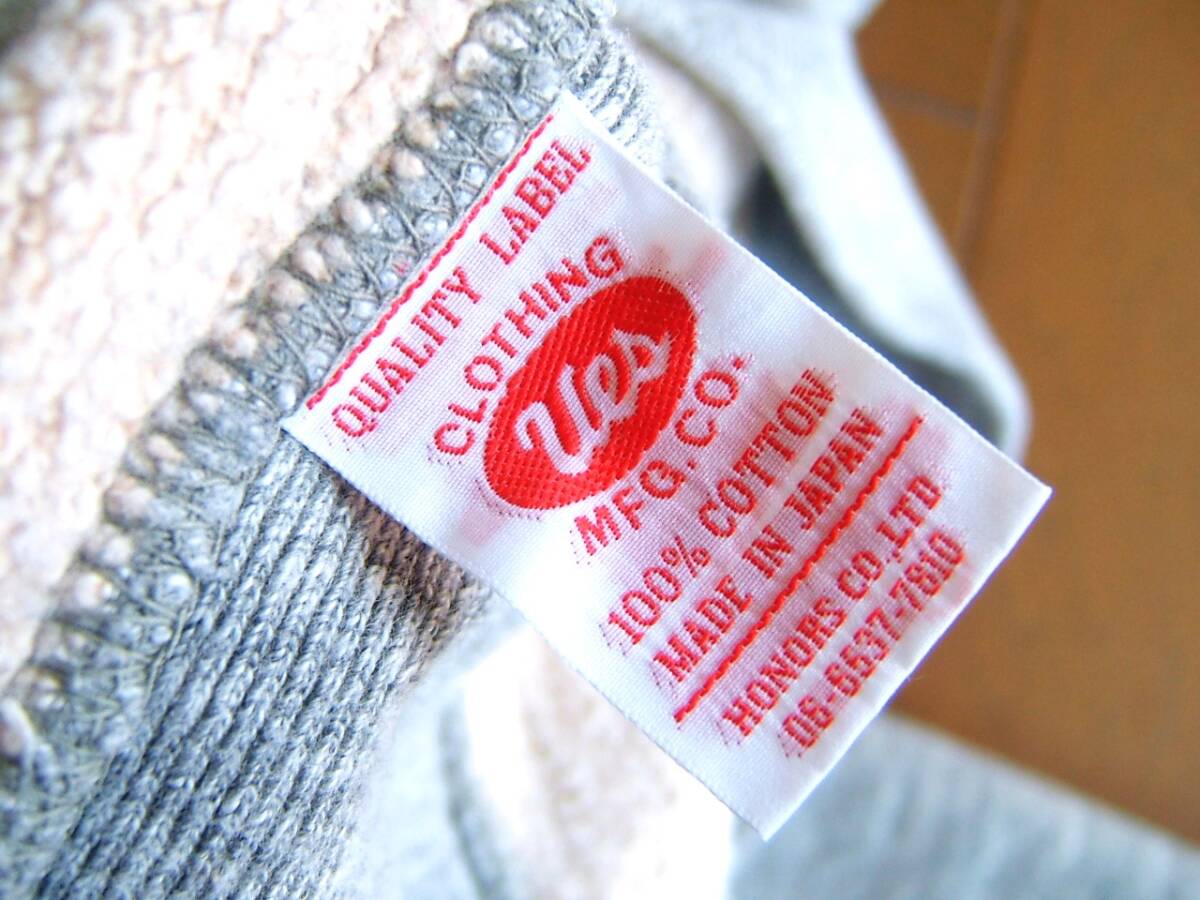 QUALITY LABEL
CLOTHING
Ues
MFG.CO.
100% COTTON
MADE IN JAPAN
HONORS CO.,LTD
06-6537-7810